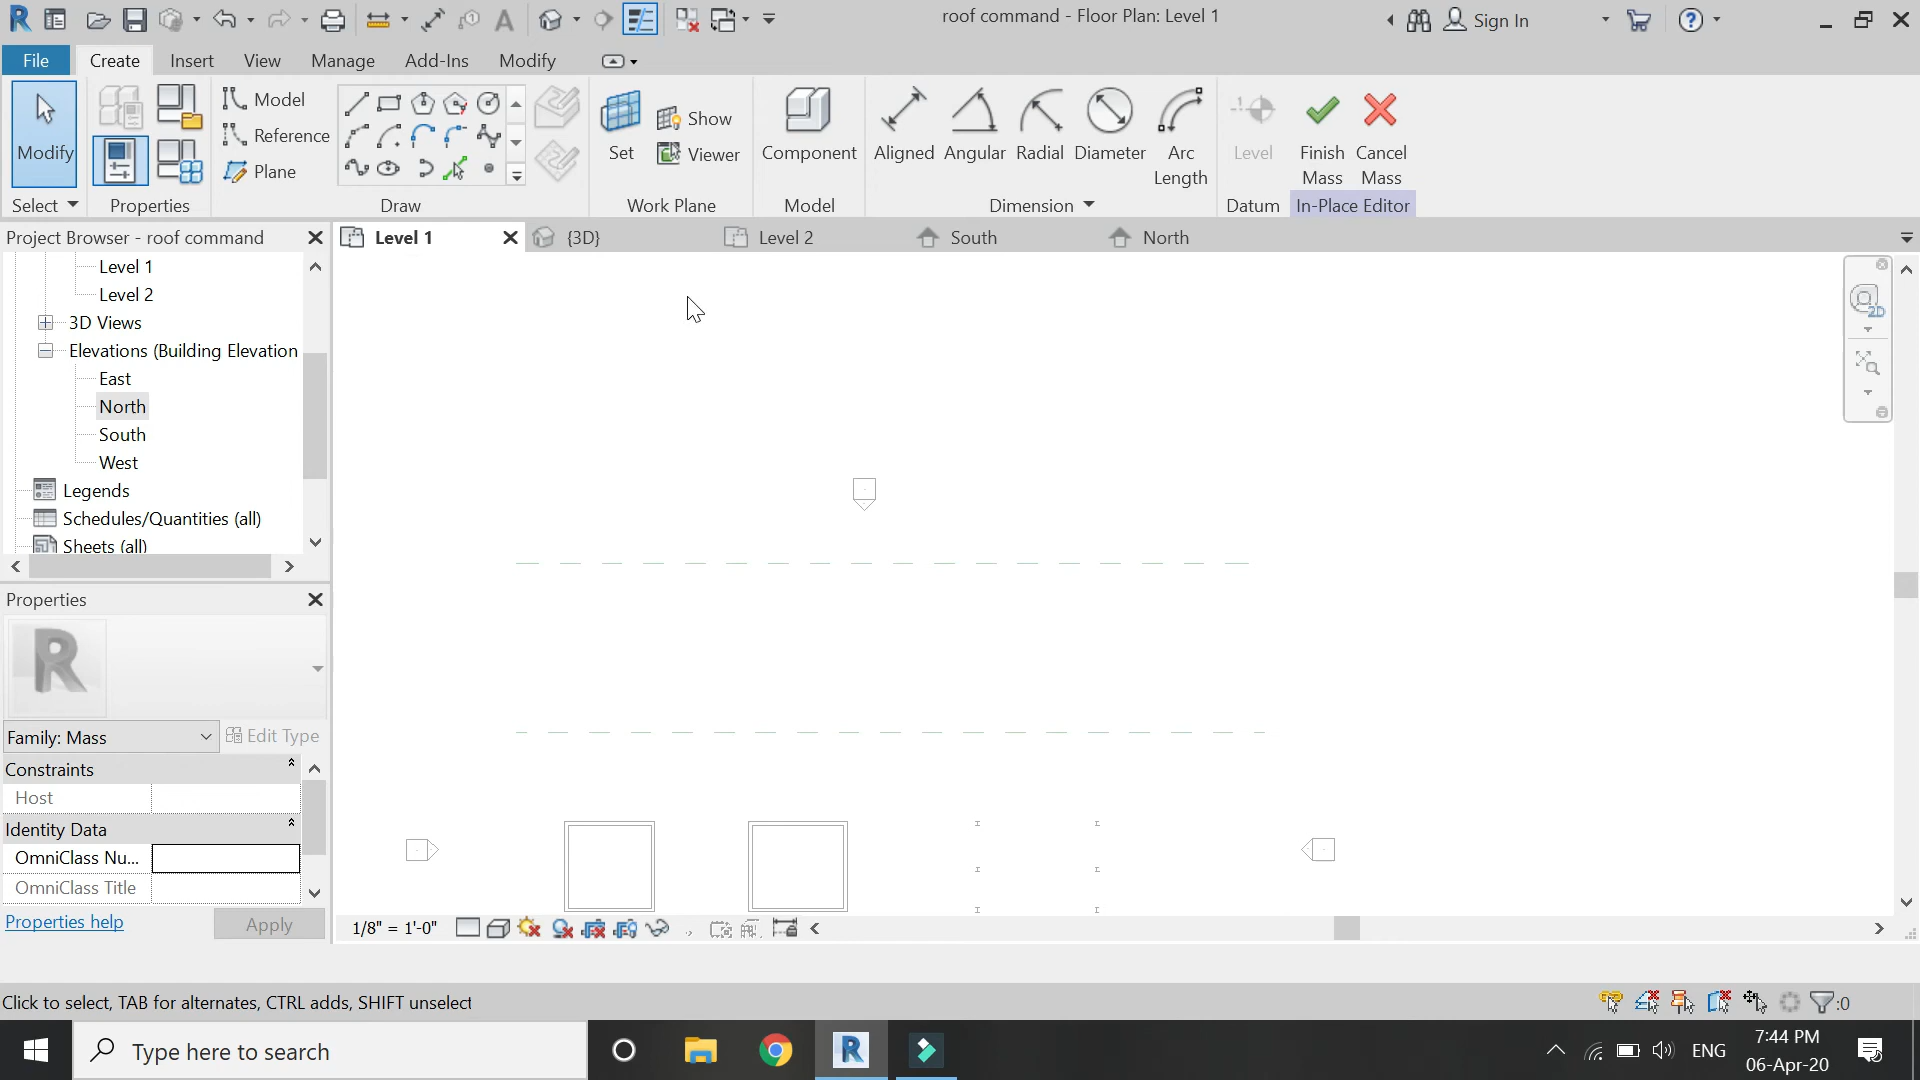 roof command - Floor Plan: Level 1
Sign In
File
Create
Insert
View
Manage
Add-Ins
Modify
Modify
Select
Properties
Model
Reference
Plane
Draw
Set
Show
Viewer
Work Plane
Component
Model
Aligned
Angular
Radial
Diameter
Arc
Length
Dimension
Level
Datum
Finish
Mass
Cancel
Mass
In-Place Editor
Project Browser - roof command
Level 1
{3D}
Level 2
South
North
Level 1
Level 2
3D Views
Elevations (Building Elevation
East
North
South
West
Legends
Schedules/Quantities (all)
Sheets (all)
2D
Properties
R
Family: Mass
Edit Type
Constraints
Host
Identity Data
OmniClass Nu...
OmniClass Title
Properties help
Apply
1/8" = 1'-0"
Click to select, TAB for alternates, CTRL adds, SHIFT unselect
:0
Type here to search
ENG
7:44 PM
06-Apr-20